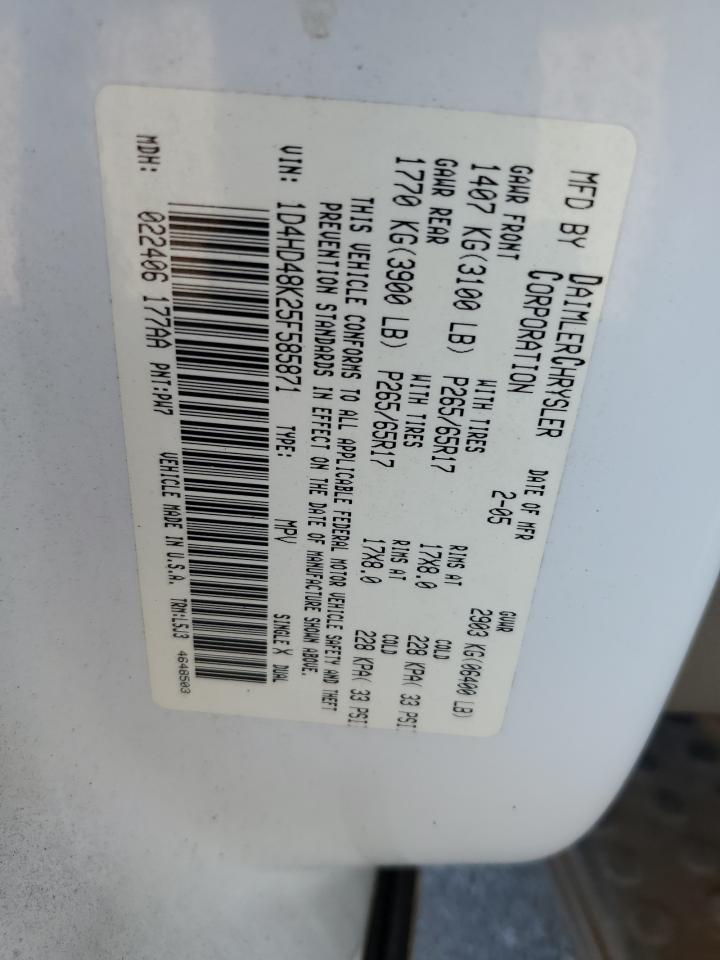 MFD BY DAIMLERCHRYSLER CORPORATION
DATE OF MFR 2-05
GVWR 2903 KG(06400 LB)
GAWR FRONT WITH TIRES RIMS AT COLD
1407 KG(3100 LB) P265/65R17 17X8.0 228 KPA( 33 PSI)
GAWR REAR WITH TIRES RIMS AT COLD
1770 KG(3900 LB) P265/65R17 17X8.0 228 KPA( 33 PSI)
THIS VEHICLE CONFORMS TO ALL APPLICABLE FEDERAL MOTOR VEHICLE SAFETY AND THEFT
PREVENTION STANDARDS IN EFFECT ON THE DATE OF MANUFACTURE SHOWN ABOVE.
VIN: 1D4HD48K25F585871 TYPE: MPV SINGLE X DUAL
MDH: 022406 177AA PNT:PW7 VEHICLE MADE IN U.S.A. TRM:L5J3 4648503